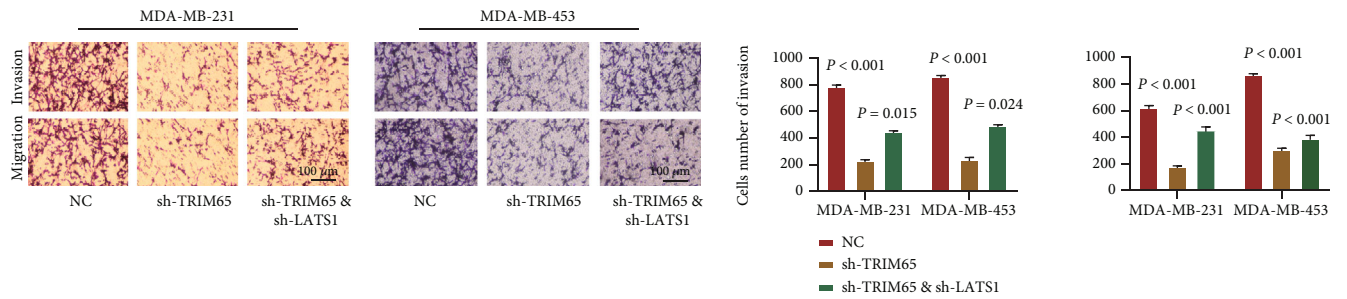 MDA-MB-231
MDA-MB-453
Invasion
Migration
100 μm
100 μm
NC
sh-TRIM65
sh-TRIM65 &
sh-LATS1
NC
sh-TRIM65
sh-TRIM65 &
sh-LATS1
Cells number of invasion
1000
800
600
400
200
0
P < 0.001
P = 0.015
P < 0.001
P = 0.024
MDA-MB-231
MDA-MB-453
NC
sh-TRIM65
sh-TRIM65 & sh-LATS1
1000
800
600
400
200
0
P < 0.001
P < 0.001
P < 0.001
P < 0.001
MDA-MB-231
MDA-MB-453